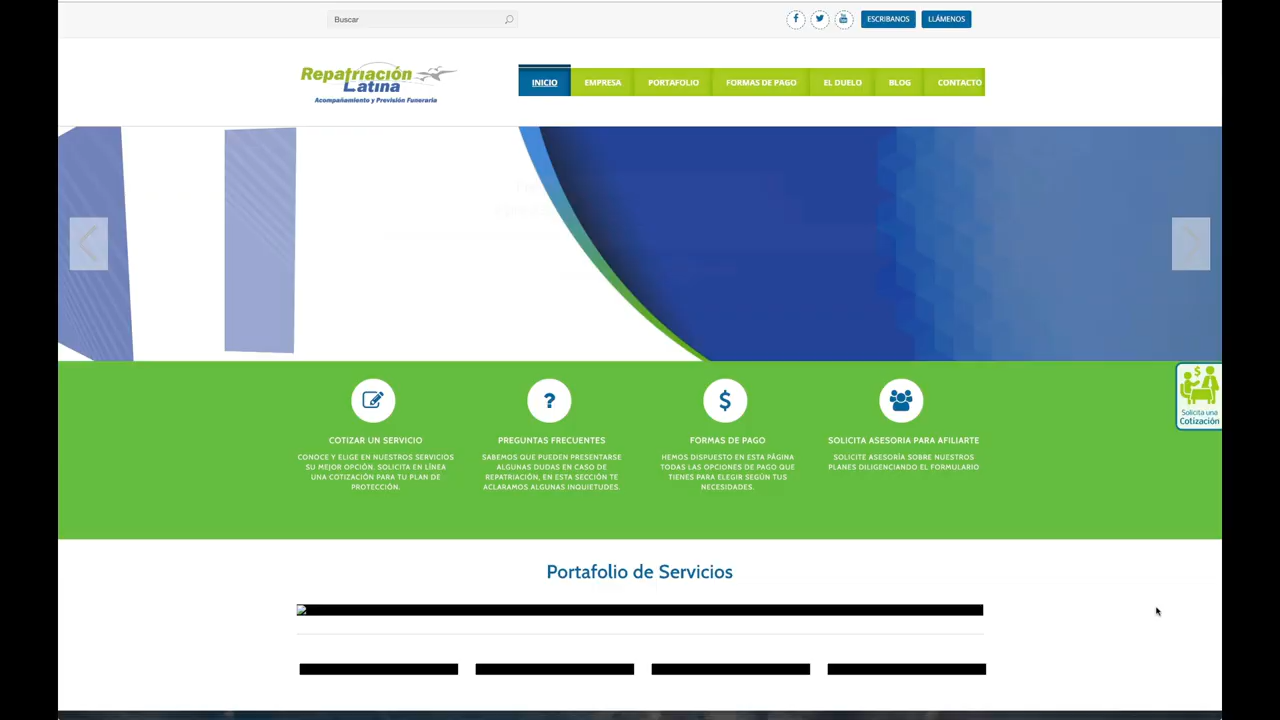 Buscar
ESCRIBANOS
LLÁMENOS
Repatriación
Latina
Acompañamiento y Previsión Funeraria
INICIO
EMPRESA
PORTAFOLIO
FORMAS DE PAGO
EL DUELO
BLOG
CONTACTO
Solicita una
Cotización
COTIZAR UN SERVICIO
CONOCE Y ELIGE EN NUESTROS SERVICIOS
SU MEJOR OPCIÓN. SOLICITA EN LÍNEA
UNA COTIZACIÓN PARA TU PLAN DE
PROTECCIÓN.
PREGUNTAS FRECUENTES
SABEMOS QUE PUEDEN PRESENTARSE
ALGUNAS DUDAS EN CASO DE
REPATRIACIÓN, EN ESTA SECCIÓN TE
ACLARAMOS ALGUNAS INQUIETUDES.
FORMAS DE PAGO
HEMOS DISPUESTO EN ESTA PÁGINA
TODAS LAS OPCIONES DE PAGO QUE
TIENES PARA ELEGIR SEGÚN TUS
NECESIDADES.
SOLICITA ASESORIA PARA AFILIARTE
SOLICITE ASESORÍA SOBRE NUESTROS
PLANES DILIGENCIANDO EL FORMULARIO
Portafolio de Servicios